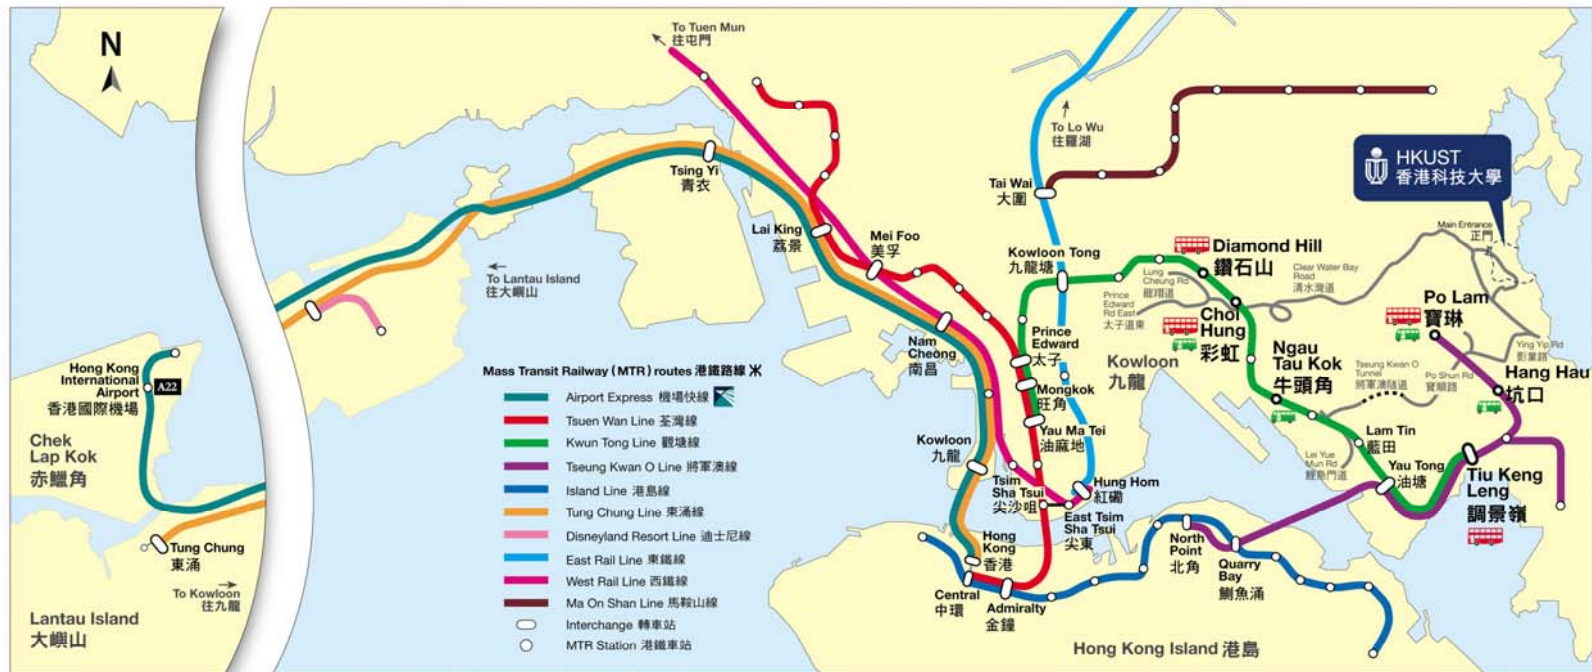 N
To Tuen Mun
往屯門
HKUST
香港科技大學
To Lo Wu
往羅湖
Tsing Yi
青衣
Tai Wai
大圍
Main Entrance
正門
Lai King
荔景
Mei Foo
美孚
Kowloon Tong
九龍塘
Diamond Hill
鑽石山
To Lantau Island
往大嶼山
Lung
Cheung Rd
龍翔道
Clear Water Bay
Road
清水灣道
Prince
Edward
Rd East
太子道東
Po Lam
寶琳
Choi
Hung
彩虹
Nam
Cheong
南昌
Prince
Edward
太子
Kowloon
九龍
Ngau
Tau Kok
牛頭角
Ying Yip Rd
影業路
Tseung Kwan O
Tunnel
將軍澳隧道
Po Shun Rd
寶順路
Hang Hau
坑口
Hong Kong
International
Airport
香港國際機場
A22
Mongkok
旺角
Yau Ma Tei
油麻地
Chek
Lap Kok
赤鱲角
Kowloon
九龍
Lam Tin
藍田
Lei Yue
Mun Rd
鯉魚門道
Yau Tong
油塘
Tiu Keng
Leng
調景嶺
Tsim
Sha Tsui
尖沙咀
Hung Hom
紅磡
East Tsim
Sha Tsui
尖東
Tung Chung
東涌
To Kowloon
往九龍
Lantau Island
大嶼山
Hong
Kong
香港
Central
中環
Admiralty
金鐘
North
Point
北角
Quarry
Bay
鰂魚涌
Hong Kong Island 港島
Mass Transit Railway (MTR) routes 港鐵路線
Airport Express 機場快線
Tsuen Wan Line 荃灣線
Kwun Tong Line 觀塘線
Tseung Kwan O Line 將軍澳線
Island Line 港島線
Tung Chung Line 東涌線
Disneyland Resort Line 迪士尼線
East Rail Line 東鐵線
West Rail Line 西鐵線
Ma On Shan Line 馬鞍山線
Interchange 轉車站
MTR Station 港鐵車站